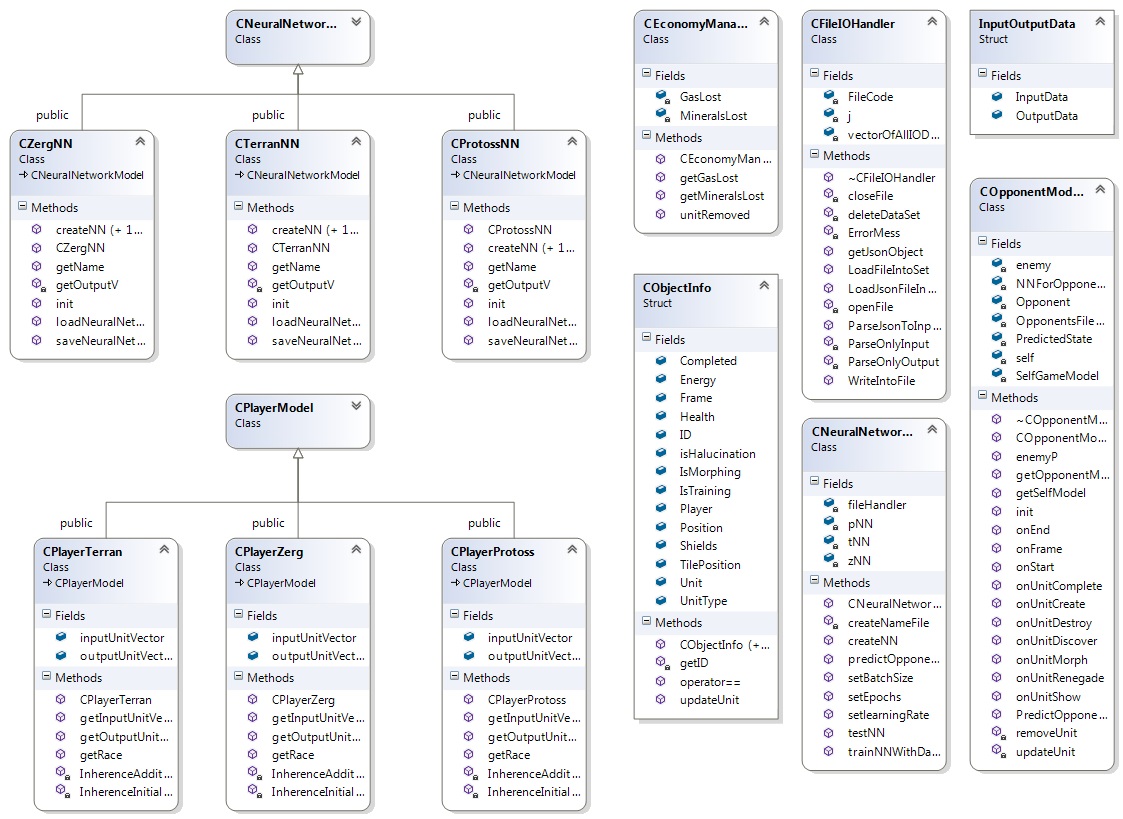 CNeuralNetwor...
Class
public
public
public
CZergNN
Class
CNeuralNetworkModel
Methods
createNN (+ 1...
CZergNN
getName
getOutputV
init
loadNeuralNet...
saveNeuralNet...
CTerranNN
Class
CNeuralNetworkModel
Methods
createNN (+ 1...
CTerranNN
getName
getOutputV
init
loadNeuralNet...
saveNeuralNet...
CProtossNN
Class
CNeuralNetworkModel
Methods
CProtossNN
createNN (+ 1...
getName
getOutputV
init
loadNeuralNet...
saveNeuralNet...
CPlayerModel
Class
public
public
public
CPlayerTerran
Class
CPlayerModel
Fields
inputUnitVector
outputUnitVect...
Methods
CPlayerTerran
getInputUnitVe...
getOutputUnit...
getRace
InherenceAddit...
InherenceInitial...
CPlayerZerg
Class
CPlayerModel
Fields
inputUnitVector
outputUnitVect...
Methods
CPlayerZerg
getInputUnitVe...
getOutputUnit...
getRace
InherenceAddit...
InherenceInitial...
CPlayerProtoss
Class
CPlayerModel
Fields
inputUnitVector
outputUnitVect...
Methods
CPlayerProtoss
getInputUnitVe...
getOutputUnit...
getRace
InherenceAddit...
InherenceInitial...
CEconomyMana...
Class
Fields
GasLost
MineralsLost
Methods
CEconomyMan...
getGasLost
getMineralsLost
unitRemoved
CObjectInfo
Struct
Fields
Completed
Energy
Frame
Health
ID
isHalucination
IsMorphing
IsTraining
Player
Position
Shields
TilePosition
Unit
UnitType
Methods
CObjectInfo (+...
getID
operator==
updateUnit
CFileIOHandler
Class
Fields
FileCode
j
vectorOfAllIOD...
Methods
~CFileIOHandler
closeFile
deleteDataSet
ErrorMess
getJsonObject
LoadFileIntoSet
LoadJsonFileIn...
openFile
ParseJsonToInp...
ParseOnlyInput
ParseOnlyOutput
WriteIntoFile
CNeuralNetwor...
Class
Fields
fileHandler
pNN
tNN
zNN
Methods
CNeuralNetwor...
createNameFile
createNN
predictOppone...
setBatchSize
setEpochs
setlearningRate
testNN
trainNNWithDa...
InputOutputData
Struct
Fields
InputData
OutputData
COpponentMod...
Class
Fields
enemy
NNForOppone...
Opponent
OpponentsFile...
PredictedState
self
SelfGameModel
Methods
~COpponentM...
COpponentMo...
enemyP
getOpponentM...
getSelfModel
init
onEnd
onFrame
onStart
onUnitComplete
onUnitCreate
onUnitDestroy
onUnitDiscover
onUnitMorph
onUnitRenegade
onUnitShow
PredictOppone...
removeUnit
updateUnit